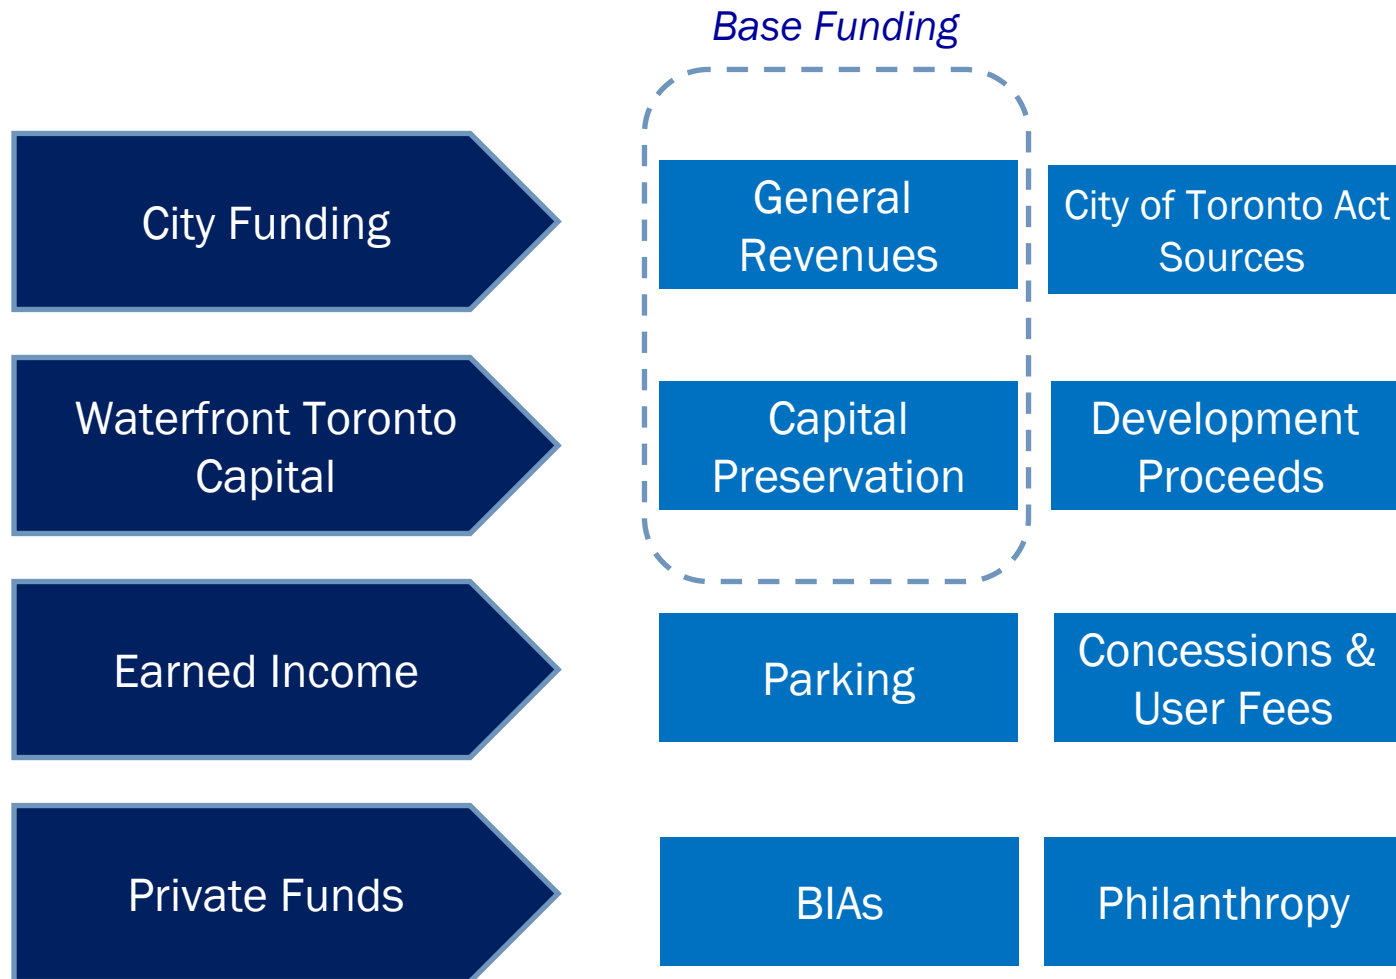 Base Funding
City Funding
General
Revenues
City of Toronto Act
Sources
Waterfront Toronto
Capital
Capital
Preservation
Development
Proceeds
Earned Income
Parking
Concessions &
User Fees
Private Funds
BIAs
Philanthropy